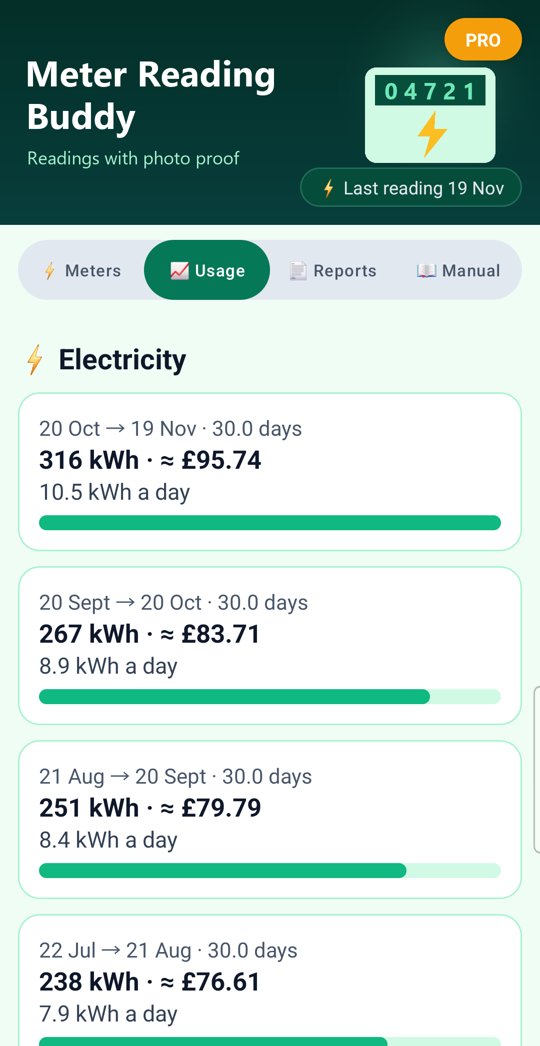 PRO
Meter Reading
Buddy
04721
Readings with photo proof
Last reading 19 Nov
Meters
Usage
Reports
Manual
Electricity
20 Oct → 19 Nov · 30.0 days
316 kWh · ≈ £95.74
10.5 kWh a day
20 Sept → 20 Oct · 30.0 days
267 kWh · ≈ £83.71
8.9 kWh a day
21 Aug → 20 Sept · 30.0 days
251 kWh · ≈ £79.79
8.4 kWh a day
22 Jul → 21 Aug · 30.0 days
238 kWh · ≈ £76.61
7.9 kWh a day